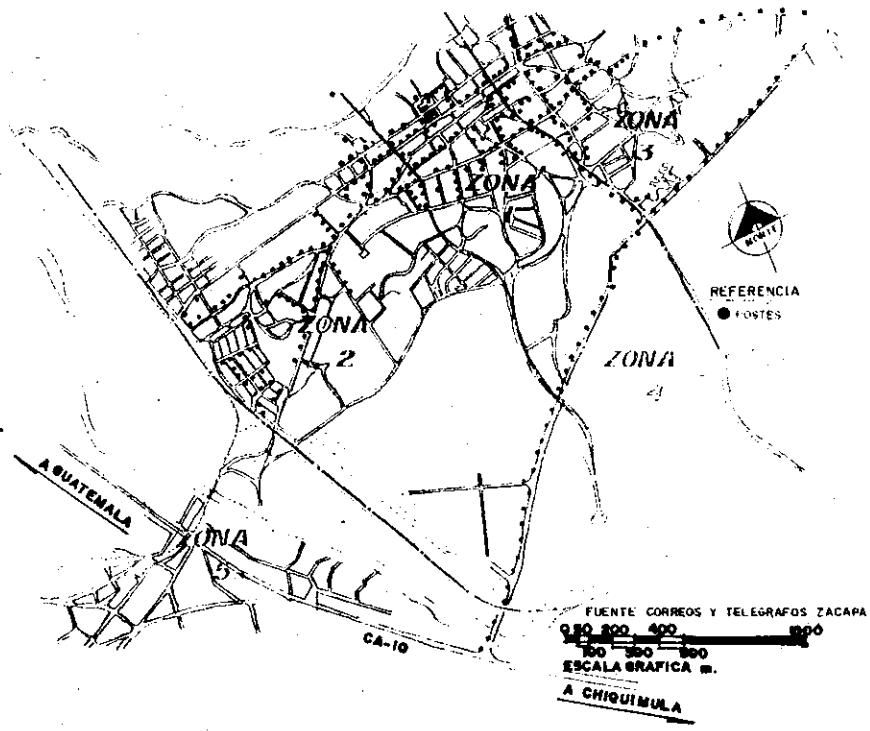 ZONA
3
ZONA
NORTE
REFERENCIA
POSTES
ZONA
2
ZONA
4
A GUATEMALA
ZONA
5
CA-10
FUENTE CORREOS Y TELEGRAFOS ZACAPA
0 50 200 400 1000
100 300 500
ESCALA GRAFICA m.
A CHIQUIMULA